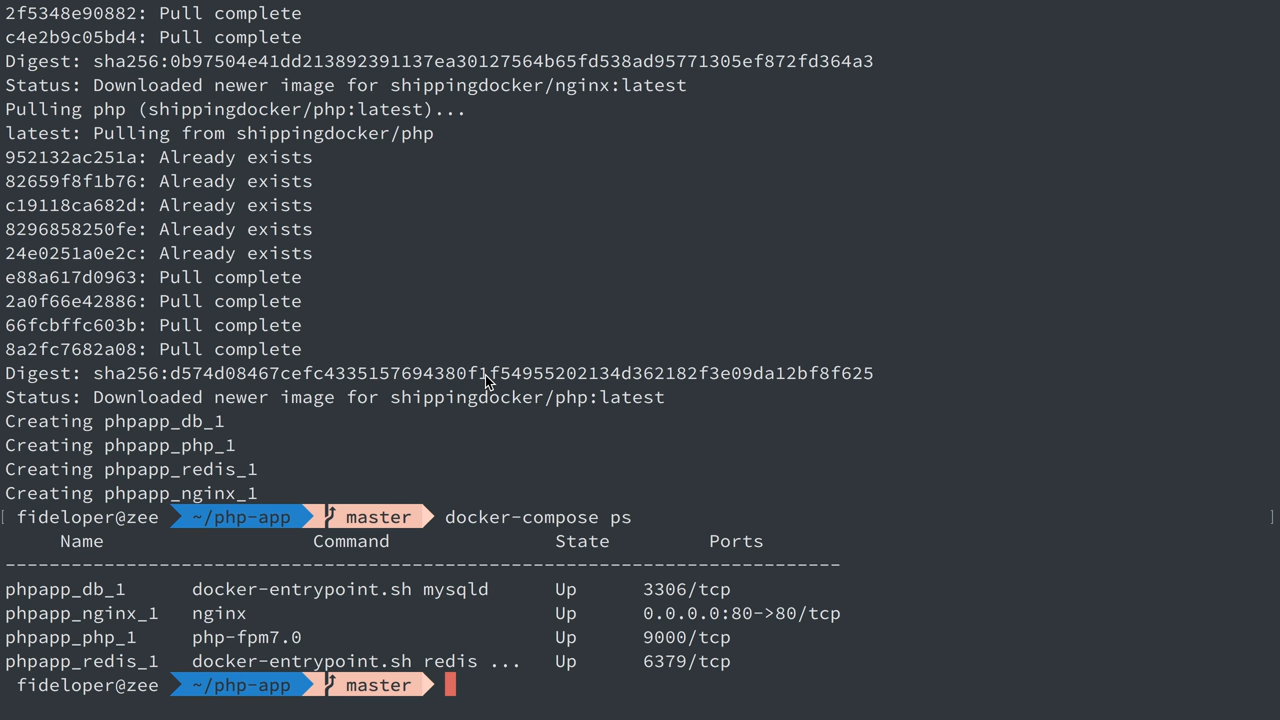 2f5348e90882: Pull complete
c4e2b9c05bd4: Pull complete
Digest: sha256:0b97504e41dd213892391137ea30127564b65fd538ad95771305ef872fd364a3
Status: Downloaded newer image for shippingdocker/nginx:latest
Pulling php (shippingdocker/php:latest)...
latest: Pulling from shippingdocker/php
952132ac251a: Already exists
82659f8f1b76: Already exists
c19118ca682d: Already exists
8296858250fe: Already exists
24e0251a0e2c: Already exists
e88a617d0963: Pull complete
2a0f66e42886: Pull complete
66fcbffc603b: Pull complete
8a2fc7682a08: Pull complete
Digest: sha256:d574d08467cefc4335157694380f1f54955202134d362182f3e09da12bf8f625
Status: Downloaded newer image for shippingdocker/php:latest
Creating phpapp_db_1
Creating phpapp_php_1
Creating phpapp_redis_1
Creating phpapp_nginx_1
[ fideloper@zee ~/php-app master docker-compose ps ]
Name Command State Ports
--------------------------------------------------------------------------------
phpapp_db_1 docker-entrypoint.sh mysqld Up 3306/tcp
phpapp_nginx_1 nginx Up 0.0.0.0:80->80/tcp
phpapp_php_1 php-fpm7.0 Up 9000/tcp
phpapp_redis_1 docker-entrypoint.sh redis ... Up 6379/tcp
fideloper@zee ~/php-app master